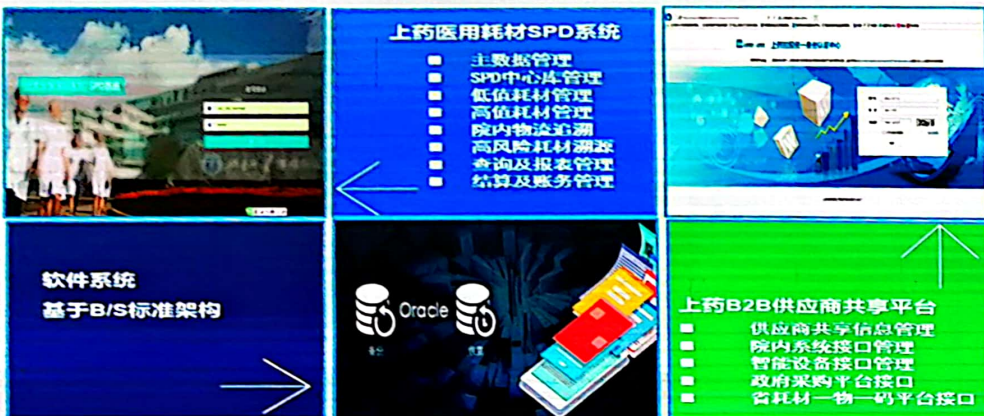 上药医用耗材SPD系统
主数据管理
SPD中心库管理
低值耗材管理
高值耗材管理
院内物流追溯
高风险耗材溯源
查询及报表管理
结算及账务管理
软件系统
基于B/S标准架构
Oracle
备份
恢复
上药B2B供应商共享平台
供应商共享信息管理
院内系统接口管理
智能设备接口管理
政府采购平台接口
省耗材一物一码平台接口